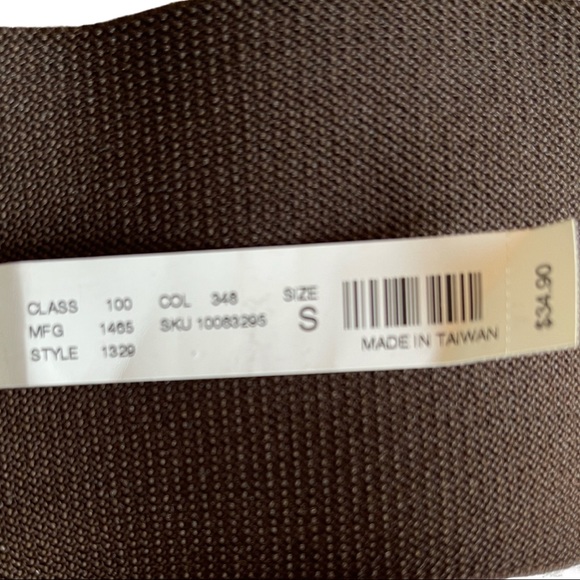 CLASS 100 COL 348 SIZE
MFG 1465 SKU 10083295 S
STYLE 1329
MADE IN TAIWAN
$34.90